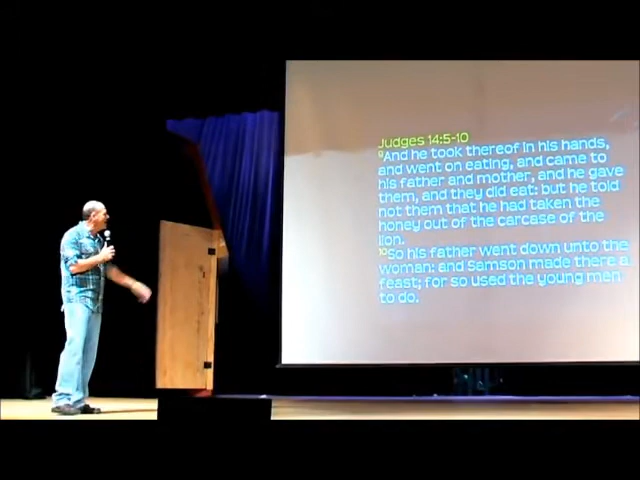 Judges 14:5-10
9And he took thereof in his hands,
and went on eating, and came to
his father and mother, and he gave
them, and they did eat: but he told
not them that he had taken the
honey out of the carcase of the
lion.
10So his father went down unto the
woman: and Samson made there a
feast; for so used the young men
to do.